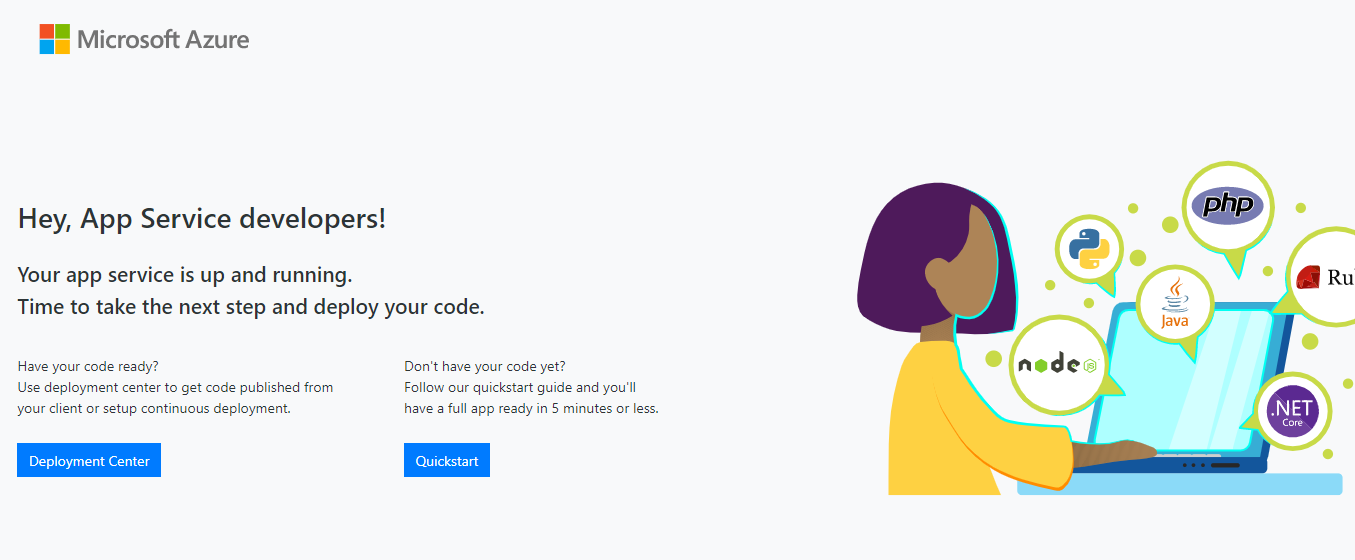 Microsoft Azure
Hey, App Service developers!
Your app service is up and running.
Time to take the next step and deploy your code.
Have your code ready?
Use deployment center to get code published from
your client or setup continuous deployment.
Deployment Center
Don't have your code yet?
Follow our quickstart guide and you'll
have a full app ready in 5 minutes or less.
Quickstart
php
Java
node
JS
.NET
Core